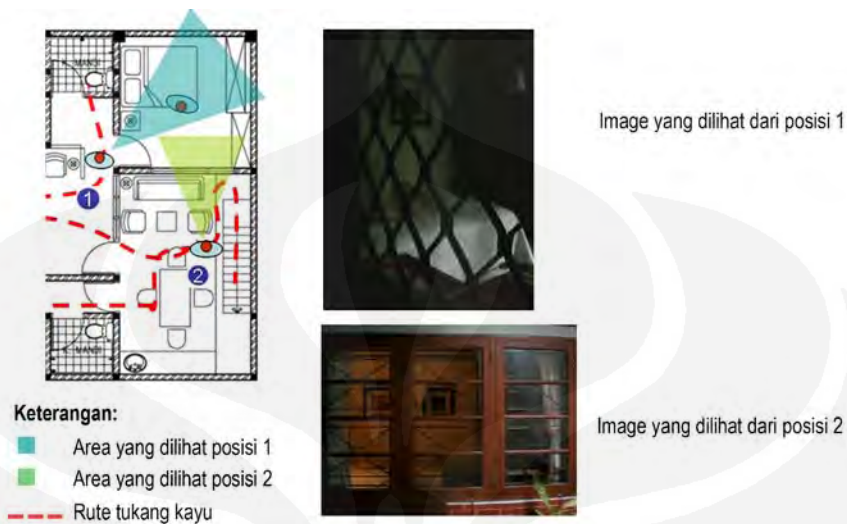 MANDI
1
2
MANDI
Image yang dilihat dari posisi 1
Image yang dilihat dari posisi 2
Keterangan:
Area yang dilihat posisi 1
Area yang dilihat posisi 2
Rute tukang kayu